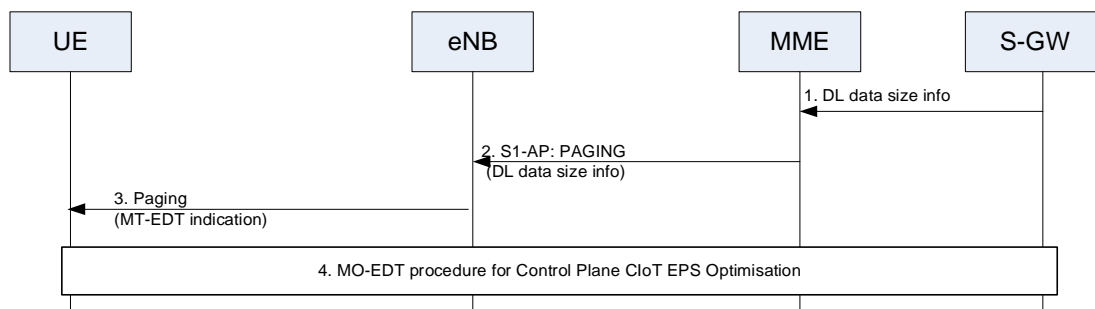 UE
eNB
MME
S-GW
1. DL data size info
2. S1-AP: PAGING
(DL data size info)
3. Paging
(MT-EDT indication)
4. MO-EDT procedure for Control Plane CIoT EPS Optimisation